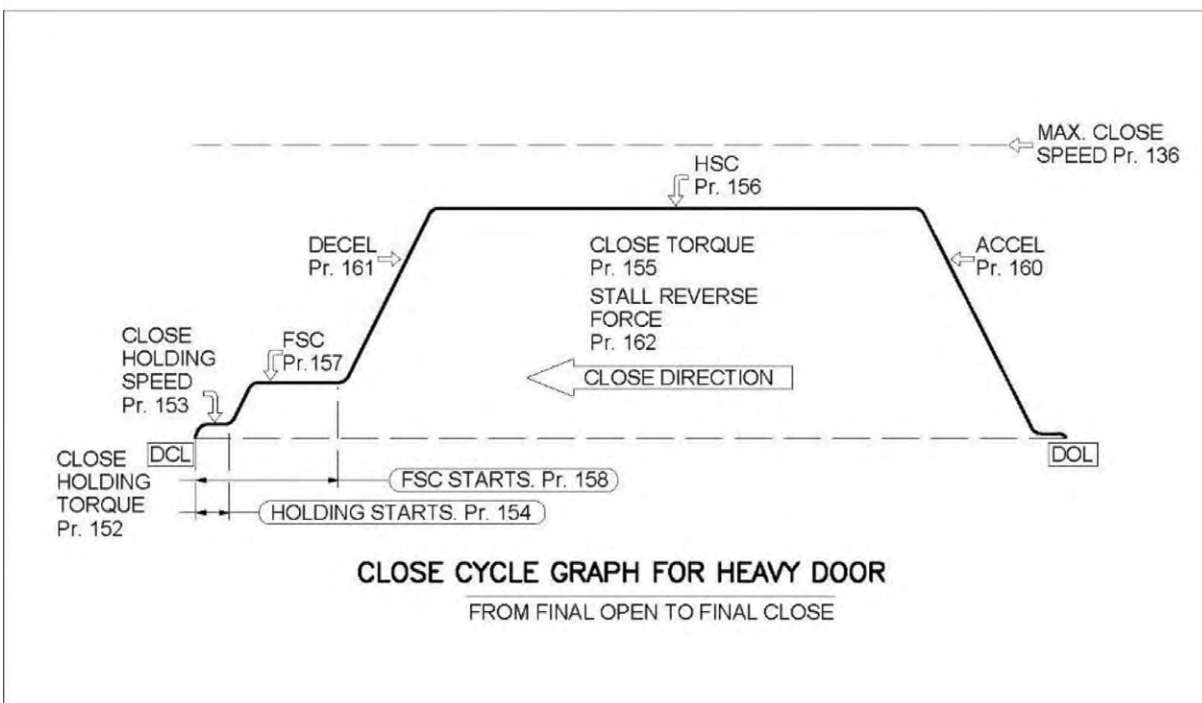 MAX. CLOSE
SPEED Pr. 136
HSC
Pr. 156
DECEL
Pr. 161
CLOSE TORQUE
Pr. 155
STALL REVERSE
FORCE
Pr. 162
ACCEL
Pr. 160
CLOSE
HOLDING
SPEED
Pr. 153
FSC
Pr.157
CLOSE DIRECTION
DCL
DOL
CLOSE
HOLDING
TORQUE
Pr. 152
FSC STARTS. Pr. 158
HOLDING STARTS. Pr. 154
CLOSE CYCLE GRAPH FOR HEAVY DOOR
FROM FINAL OPEN TO FINAL CLOSE